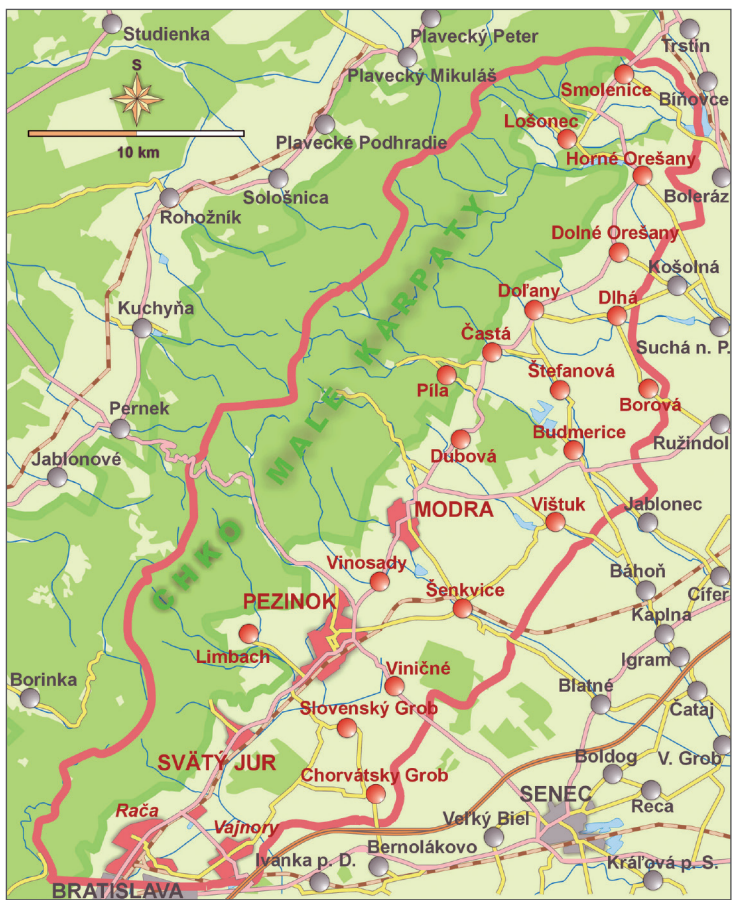 Studienka
Plavecký Peter
Trstín
S
Plavecký Mikuláš
Smolenice
Bíňovce
Lošonec
10 km
Plavecké Podhradie
Horné Orešany
Sološnica
Boleráz
Rohožník
Dolné Orešany
Košolná
Doľany
Dlhá
Kuchyňa
Častá
Suchá n. P.
Štefanová
Píla
Borová
Pernek
Budmerice
Ružindol
Dubová
Jablonové
MODRA
Vištuk
Jablonec
CHKO MALÉ KARPATY
Vinosady
Báhoň
Cífer
Šenkvice
PEZINOK
Kaplna
Limbach
Igram
Borinka
Viničné
Blatné
Čataj
Slovenský Grob
SVÄTÝ JUR
Boldog
V. Grob
Chorvátsky Grob
SENEC
Reca
Rača
Vajnory
Veľký Biel
Ivanka p. D.
Bernolákovo
Kráľová p. S.
BRATISLAVA